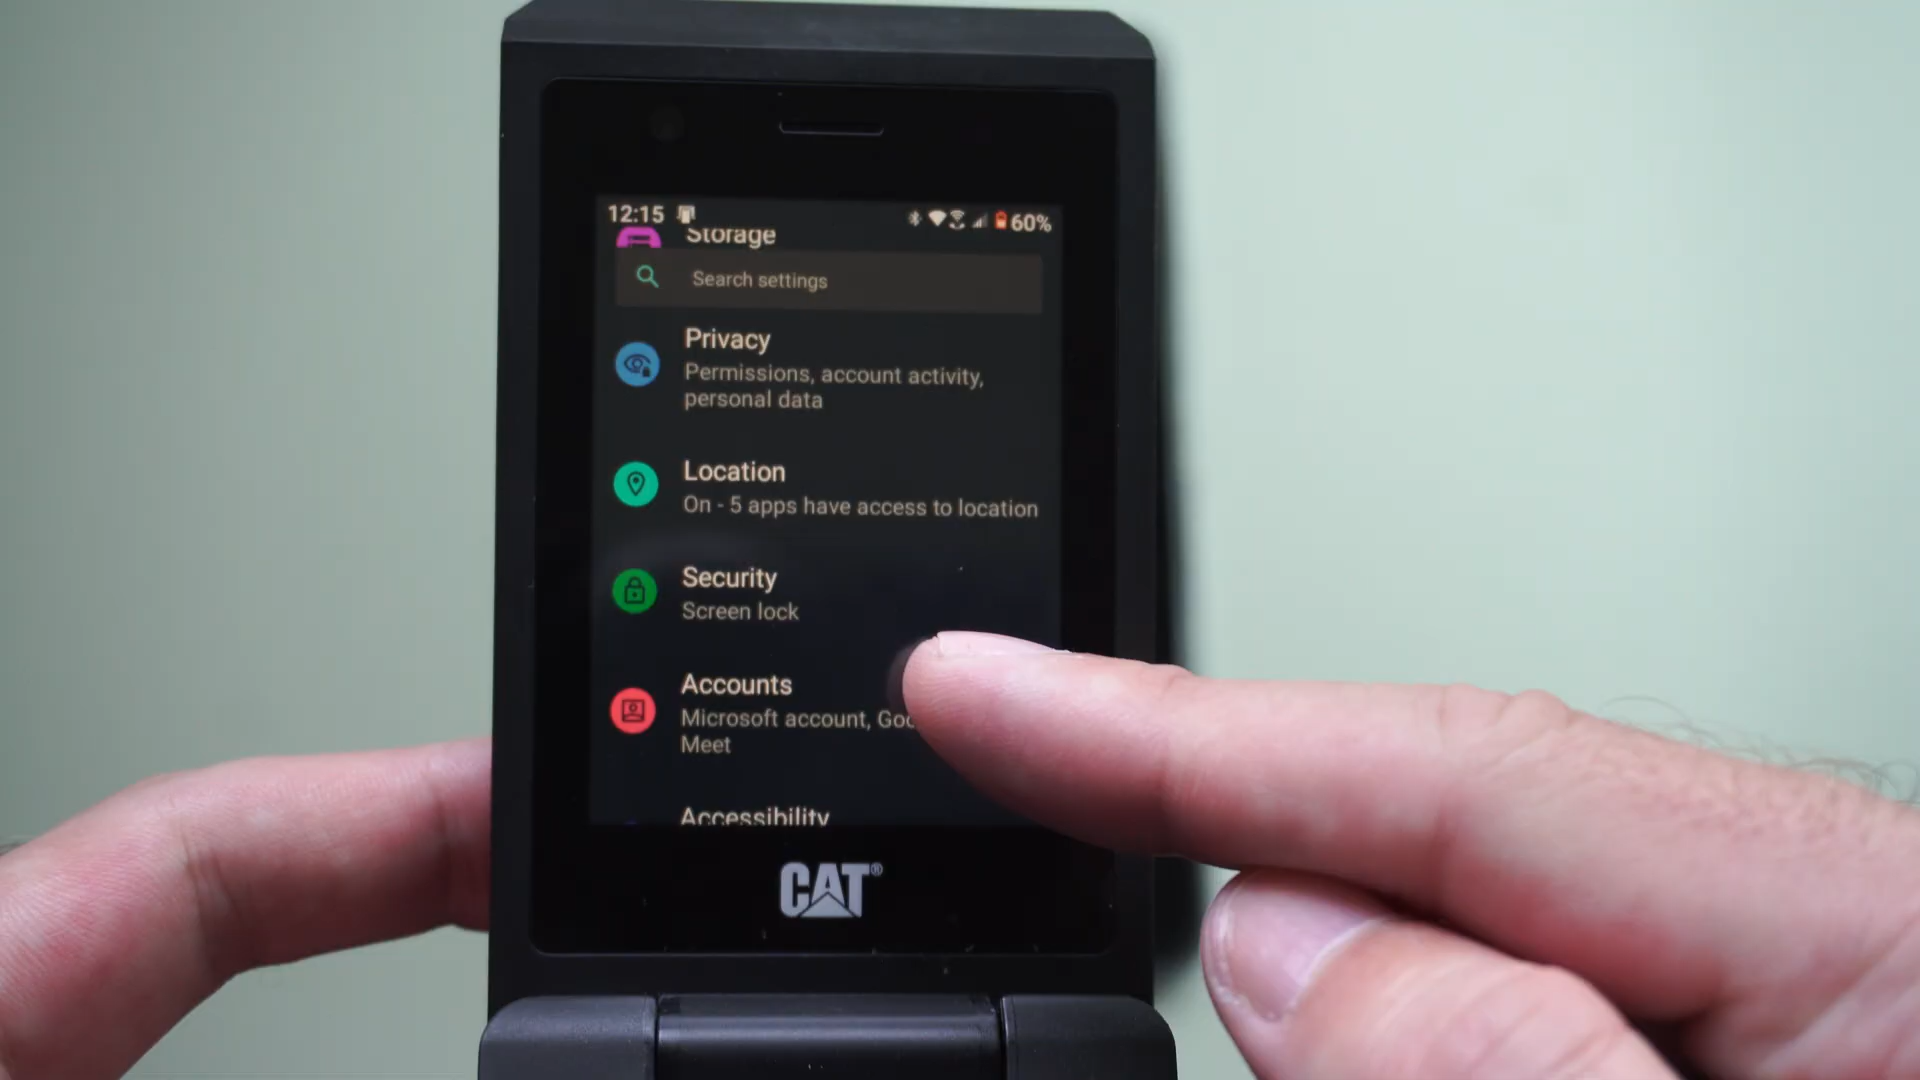 12:15
60%
Storage
Search settings
Privacy
Permissions, account activity,
personal data
Location
On - 5 apps have access to location
Security
Screen lock
Accounts
Microsoft account,
Meet
Accessibility
CAT®